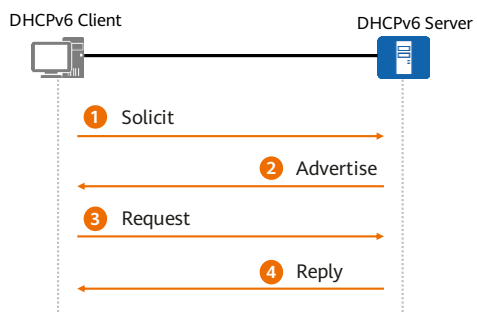 DHCPv6 Client
DHCPv6 Server
1 Solicit
2 Advertise
3 Request
4 Reply